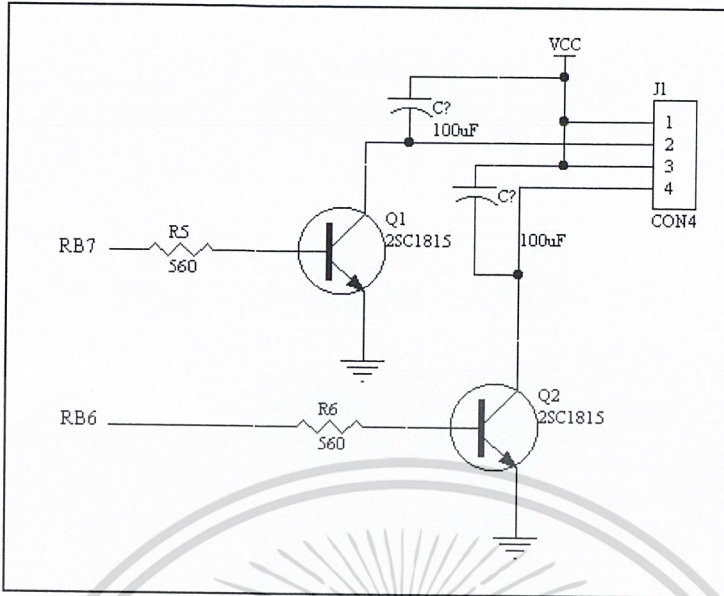 VCC
J1
C?
100uF
1
2
3
4
CON4
C?
100uF
Q1
2SC1815
RB7
R5
560
Q2
2SC1815
RB6
R6
560